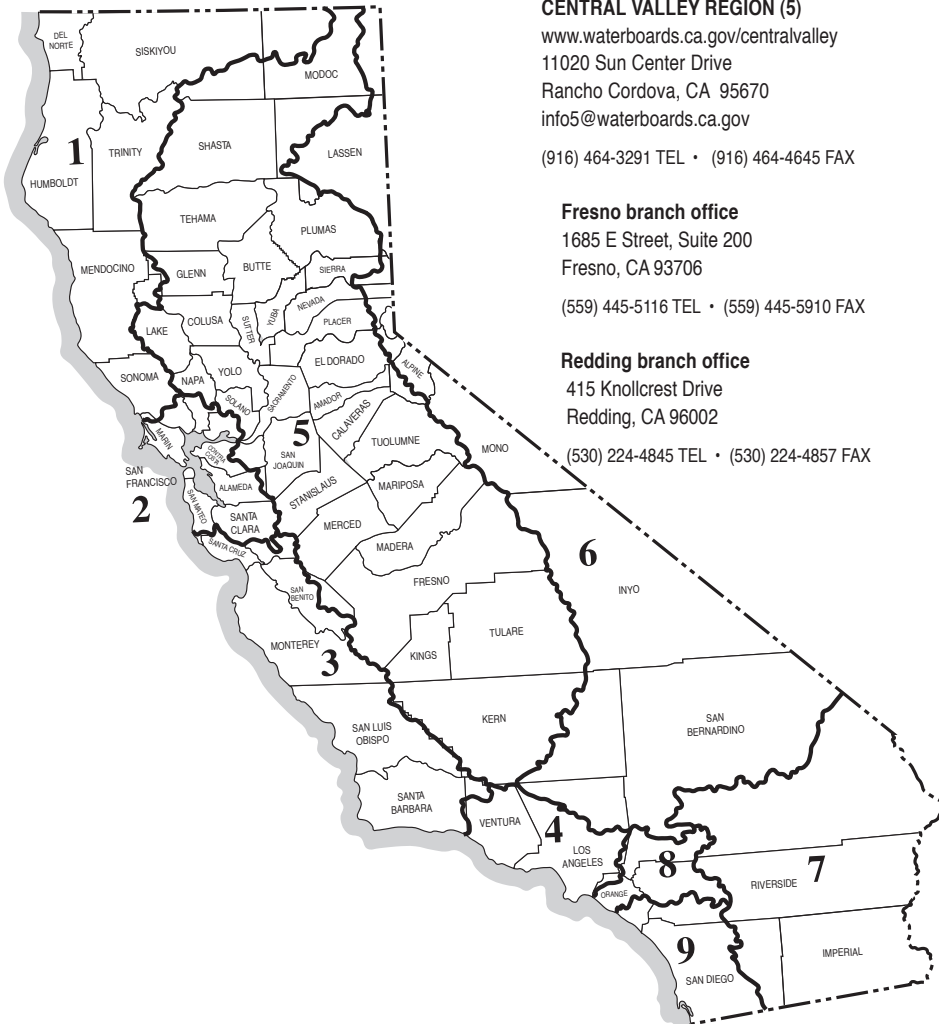 CENTRAL VALLEY REGION (5)
www.waterboards.ca.gov/centralvalley
11020 Sun Center Drive
Rancho Cordova, CA 95670
info5@waterboards.ca.gov
(916) 464-3291 TEL • (916) 464-4645 FAX
Fresno branch office
1685 E Street, Suite 200
Fresno, CA 93706
(559) 445-5116 TEL • (559) 445-5910 FAX
Redding branch office
415 Knollcrest Drive
Redding, CA 96002
(530) 224-4845 TEL • (530) 224-4857 FAX
DEL
NORTE
SISKIYOU
MODOC
1
TRINITY
SHASTA
LASSEN
HUMBOLDT
TEHAMA
PLUMAS
MENDOCINO
GLENN
BUTTE
SIERRA
LAKE
COLUSA
SUTTER
YUBA
NEVADA
PLACER
SONOMA
NAPA
YOLO
SOLANO
SACRAMENTO
EL DORADO
ALPINE
AMADOR
CALAVERAS
MARIN
CONTRA
COSTA
5
SAN
JOAQUIN
TUOLUMNE
MONO
SAN
FRANCISCO
2
ALAMEDA
STANISLAUS
MARIPOSA
SAN MATEO
SANTA
CLARA
MERCED
SANTA CRUZ
MADERA
6
SAN
BENITO
FRESNO
INYO
MONTEREY
3
KINGS
TULARE
SAN LUIS
OBISPO
KERN
SAN
BERNARDINO
SANTA
BARBARA
VENTURA
4
LOS
ANGELES
8
7
ORANGE
RIVERSIDE
9
SAN DIEGO
IMPERIAL